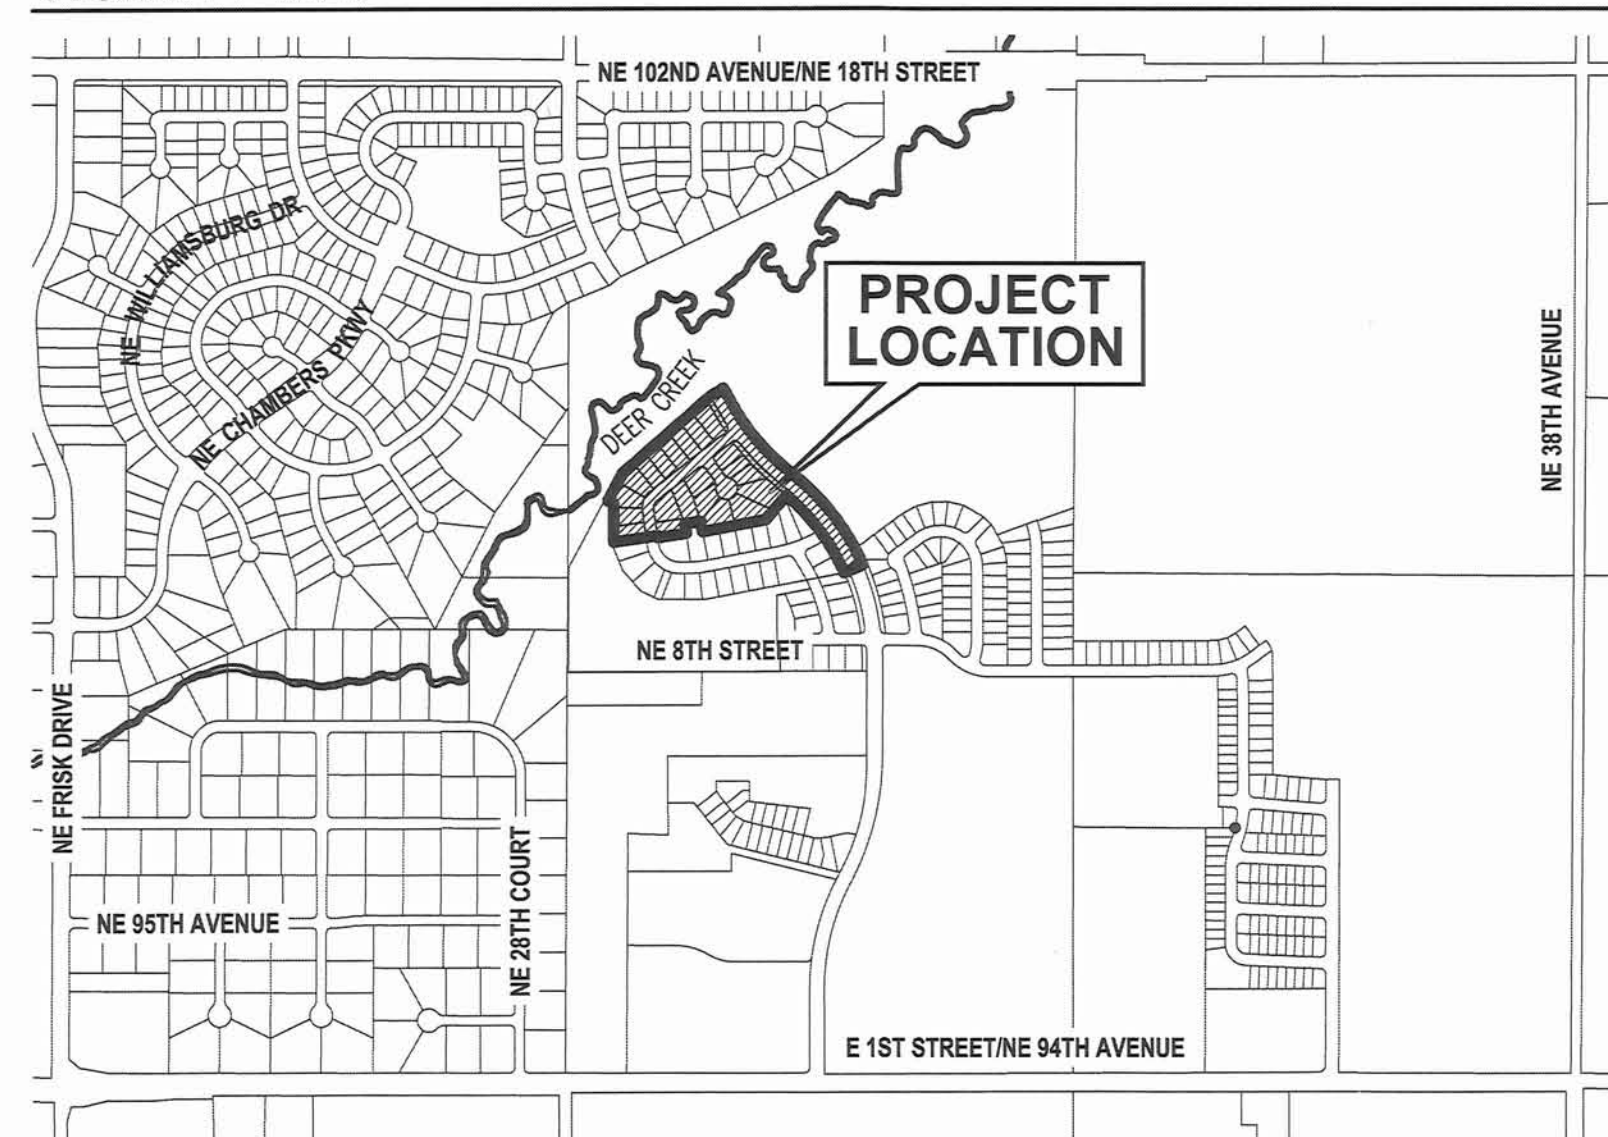 NE 102ND AVENUE/NE 18TH STREET
NE WILLIAMSBURG DR
NE CHAMBERS PKWY
PROJECT
LOCATION
DEER CREEK
NE 38TH AVENUE
NE 8TH STREET
NE FRISK DRIVE
NE 28TH COURT
NE 95TH AVENUE
E 1ST STREET/NE 94TH AVENUE